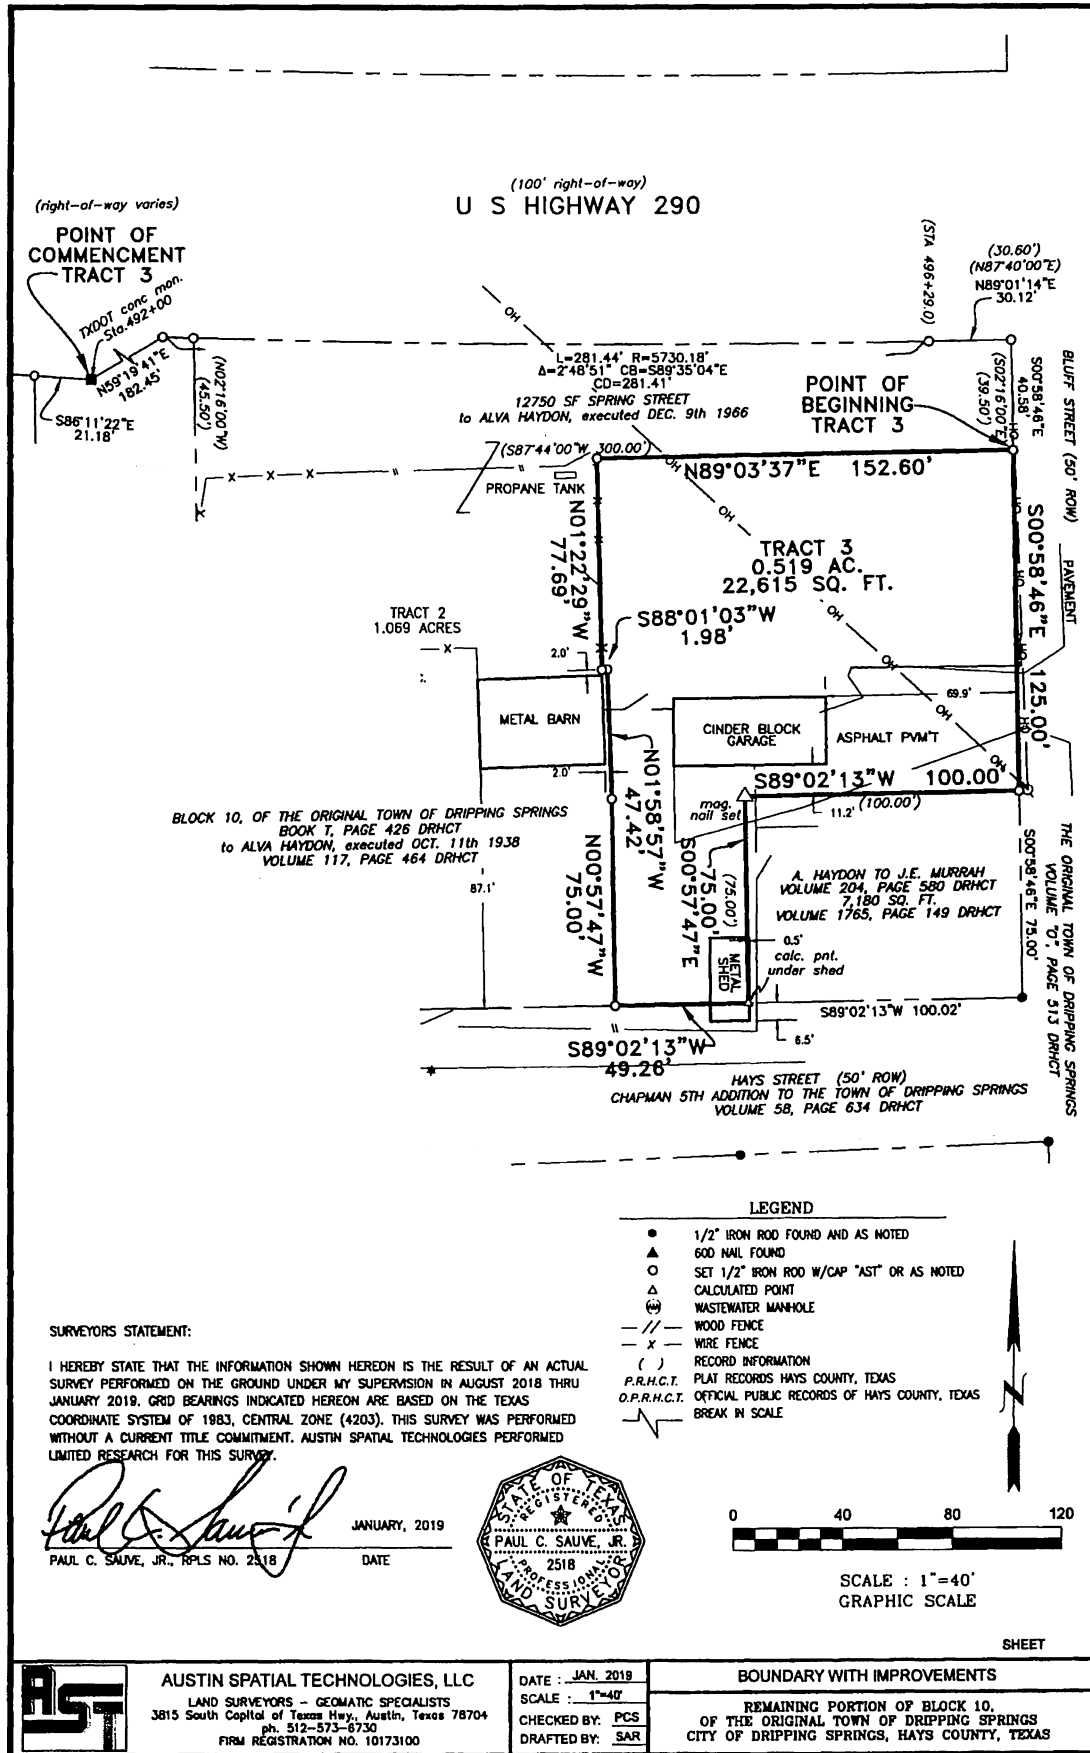 (100' right-of-way)
U S HIGHWAY 290
(right-of-way varies)
POINT OF
COMMENCMENT
TRACT 3
TXDOT conc mon.
Sta.492+00
N59°19'41"E
182.45'
S86°11'22"E
21.18'
(N02°16'00"W)
(45.50')
OH
L=281.44' R=5730.18'
Δ=2°48'51" CB=S89°35'04"E
CD=281.41'
12750 SF SPRING STREET
to ALVA HAYDON, executed DEC. 9th 1966
(STA 496+29.0)
(30.60')
(N87°40'00"E)
N89°01'14"E
30.12'
POINT OF
BEGINNING
TRACT 3
(S02°16'00"E)
(39.50')
S00°58'46"E
40.58'
BLUFF STREET (50' ROW)
(S87°44'00"W 300.00')
PROPANE TANK
N89°03'37"E 152.60'
N01°22'29"W
77.69'
TRACT 3
0.519 AC.
22,615 SQ. FT.
S00°58'46"E 125.00'
PAVEMENT
S88°01'03"W
1.98'
TRACT 2
1.069 ACRES
2.0'
METAL BARN
2.0'
CINDER BLOCK
GARAGE
69.9'
ASPHALT PVM'T
N01°58'57"W
47.42'
S89°02'13"W 100.00'
mag.
nail set
11.2'
(100.00')
BLOCK 10, OF THE ORIGINAL TOWN OF DRIPPING SPRINGS
BOOK T, PAGE 426 DRHCT
to ALVA HAYDON, executed OCT. 11th 1938
VOLUME 117, PAGE 464 DRHCT
87.1'
N00°57'47"W
75.00'
S00°57'47"E
75.00'
(75.00')
A. HAYDON TO J.E. MURRAH
VOLUME 204, PAGE 580 DRHCT
7,180 SQ. FT.
VOLUME 1765, PAGE 149 DRHCT
S00°58'46"E 75.00'
THE ORIGINAL TOWN OF DRIPPING SPRINGS
VOLUME "O", PAGE 513 DRHCT
METAL
SHED
0.5'
calc. pnt.
under shed
S89°02'13"W 100.02'
6.5'
S89°02'13"W
49.26'
HAYS STREET (50' ROW)
CHAPMAN 5TH ADDITION TO THE TOWN OF DRIPPING SPRINGS
VOLUME 58, PAGE 634 DRHCT
LEGEND
1/2" IRON ROD FOUND AND AS NOTED
60D NAIL FOUND
SET 1/2" IRON ROD W/CAP "AST" OR AS NOTED
CALCULATED POINT
WASTEWATER MANHOLE
— // — WOOD FENCE
— X — WIRE FENCE
( ) RECORD INFORMATION
P.R.H.C.T. PLAT RECORDS HAYS COUNTY, TEXAS
O.P.R.H.C.T. OFFICIAL PUBLIC RECORDS OF HAYS COUNTY, TEXAS
BREAK IN SCALE
SURVEYORS STATEMENT:
I HEREBY STATE THAT THE INFORMATION SHOWN HEREON IS THE RESULT OF AN ACTUAL
SURVEY PERFORMED ON THE GROUND UNDER MY SUPERVISION IN AUGUST 2018 THRU
JANUARY 2019. GRID BEARINGS INDICATED HEREON ARE BASED ON THE TEXAS
COORDINATE SYSTEM OF 1983, CENTRAL ZONE (4203). THIS SURVEY WAS PERFORMED
WITHOUT A CURRENT TITLE COMMITMENT. AUSTIN SPATIAL TECHNOLOGIES PERFORMED
LIMITED RESEARCH FOR THIS SURVEY.
JANUARY, 2019
PAUL C. SAUVE, JR., RPLS NO. 2518 DATE
STATE OF TEXAS
REGISTERED
PAUL C. SAUVE, JR.
2518
PROFESSIONAL
LAND SURVEYOR
N
0 40 80 120
SCALE : 1"=40'
GRAPHIC SCALE
SHEET
AST
AUSTIN SPATIAL TECHNOLOGIES, LLC
LAND SURVEYORS - GEOMATIC SPECIALISTS
3815 South Capitol of Texas Hwy., Austin, Texas 78704
ph. 512-573-6730
FIRM REGISTRATION NO. 10173100
DATE : JAN. 2019
SCALE : 1"=40'
CHECKED BY: PCS
DRAFTED BY: SAR
BOUNDARY WITH IMPROVEMENTS
REMAINING PORTION OF BLOCK 10,
OF THE ORIGINAL TOWN OF DRIPPING SPRINGS
CITY OF DRIPPING SPRINGS, HAYS COUNTY, TEXAS